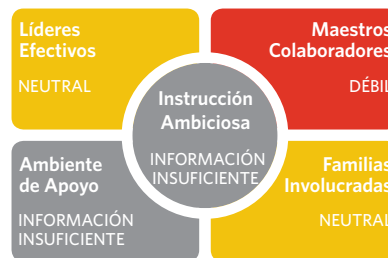 Líderes
Efectivos
NEUTRAL
Maestros
Colaboradores
DÉBIL
Instrucción
Ambiciosa
INFORMACIÓN
INSUFICIENTE
Ambiente
de Apoyo
INFORMACIÓN
INSUFICIENTE
Familias
Involucradas
NEUTRAL